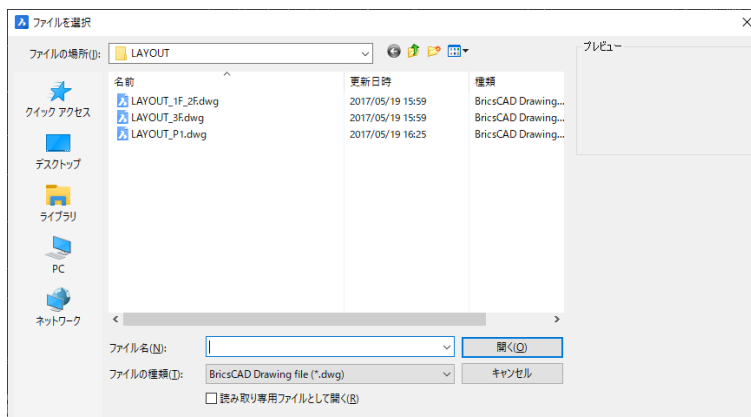 ファイルを選択
ファイルの場所(I): LAYOUT
プレビュー
名前 更新日時 種類
LAYOUT_1F_2F.dwg 2017/05/19 15:59 BricsCAD Drawing...
LAYOUT_3F.dwg 2017/05/19 15:59 BricsCAD Drawing...
LAYOUT_P1.dwg 2017/05/19 16:25 BricsCAD Drawing...
クイック アクセス
デスクトップ
ライブラリ
PC
ネットワーク
ファイル名(N): 開く(O)
ファイルの種類(T): BricsCAD Drawing file (*.dwg) キャンセル
読み取り専用ファイルとして開く(R)